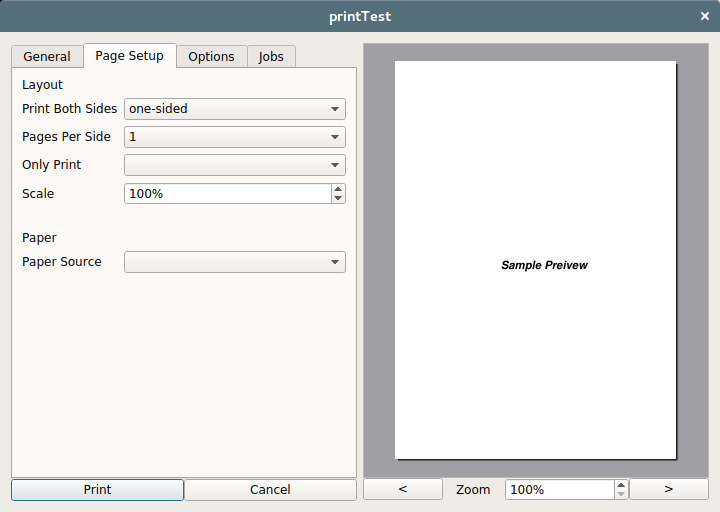 printTest
General Page Setup Options Jobs
Layout
Print Both Sides one-sided
Pages Per Side 1
Only Print
Scale 100%
Paper
Paper Source
Print Cancel
Sample Preivew
< Zoom 100% >